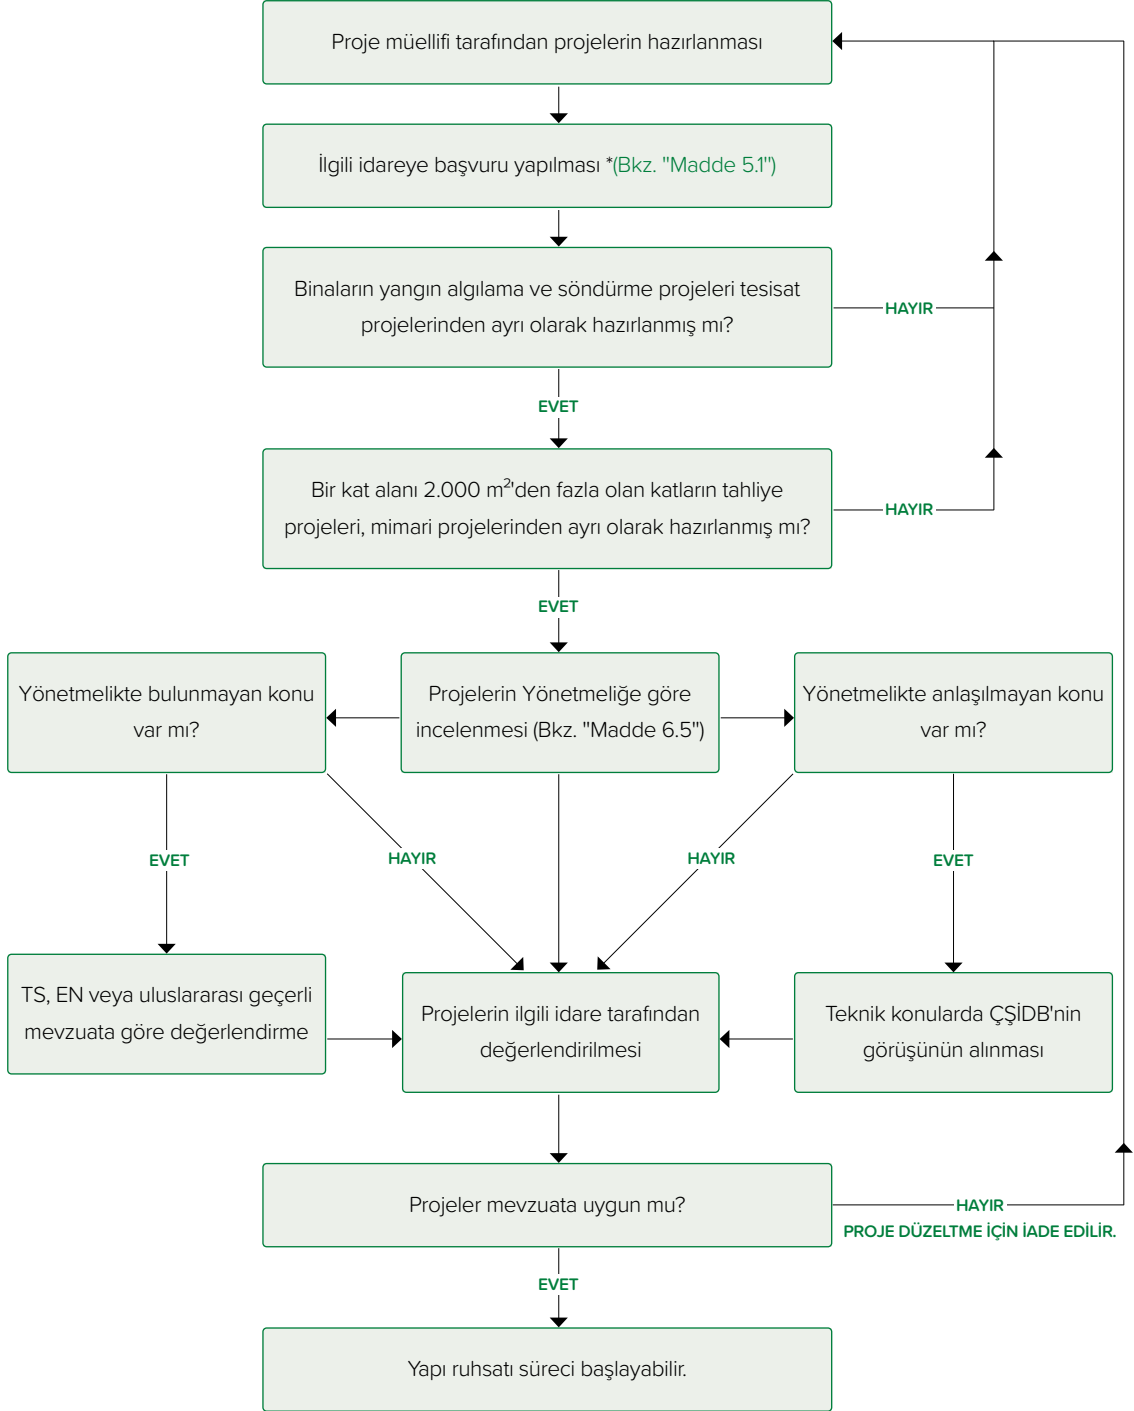 Proje müellifi tarafından projelerin hazırlanması
İlgili idareye başvuru yapılması *(Bkz. "Madde 5.1")
Binaların yangın algılama ve söndürme projeleri tesisat
projelerinden ayrı olarak hazırlanmış mı?
HAYIR
EVET
Bir kat alanı 2.000 m²'den fazla olan katların tahliye
projeleri, mimari projelerinden ayrı olarak hazırlanmış mı?
HAYIR
EVET
Yönetmelikte bulunmayan konu
var mı?
Projelerin Yönetmeliğe göre
incelenmesi (Bkz. "Madde 6.5")
Yönetmelikte anlaşılmayan konu
var mı?
EVET
HAYIR
HAYIR
EVET
TS, EN veya uluslararası geçerli
mevzuata göre değerlendirme
Projelerin ilgili idare tarafından
değerlendirilmesi
Teknik konularda ÇŞİDB'nin
görüşünün alınması
Projeler mevzuata uygun mu?
HAYIR
PROJE DÜZELTME İÇİN İADE EDİLİR.
EVET
Yapı ruhsatı süreci başlayabilir.